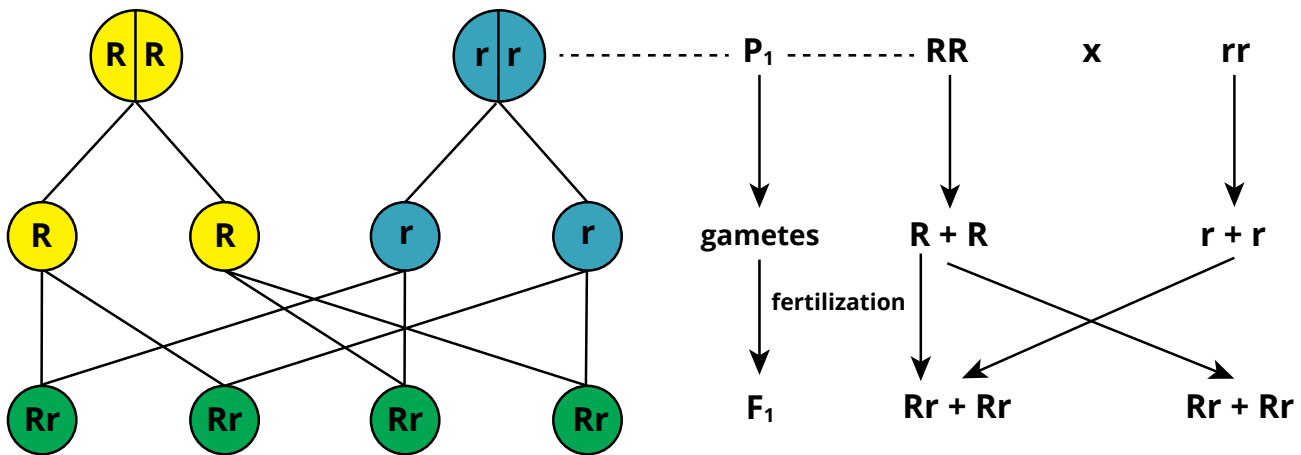 R R r r P₁ RR x rr
R R r r gametes R + R r + r
fertilization
Rr Rr Rr Rr F₁ Rr + Rr Rr + Rr